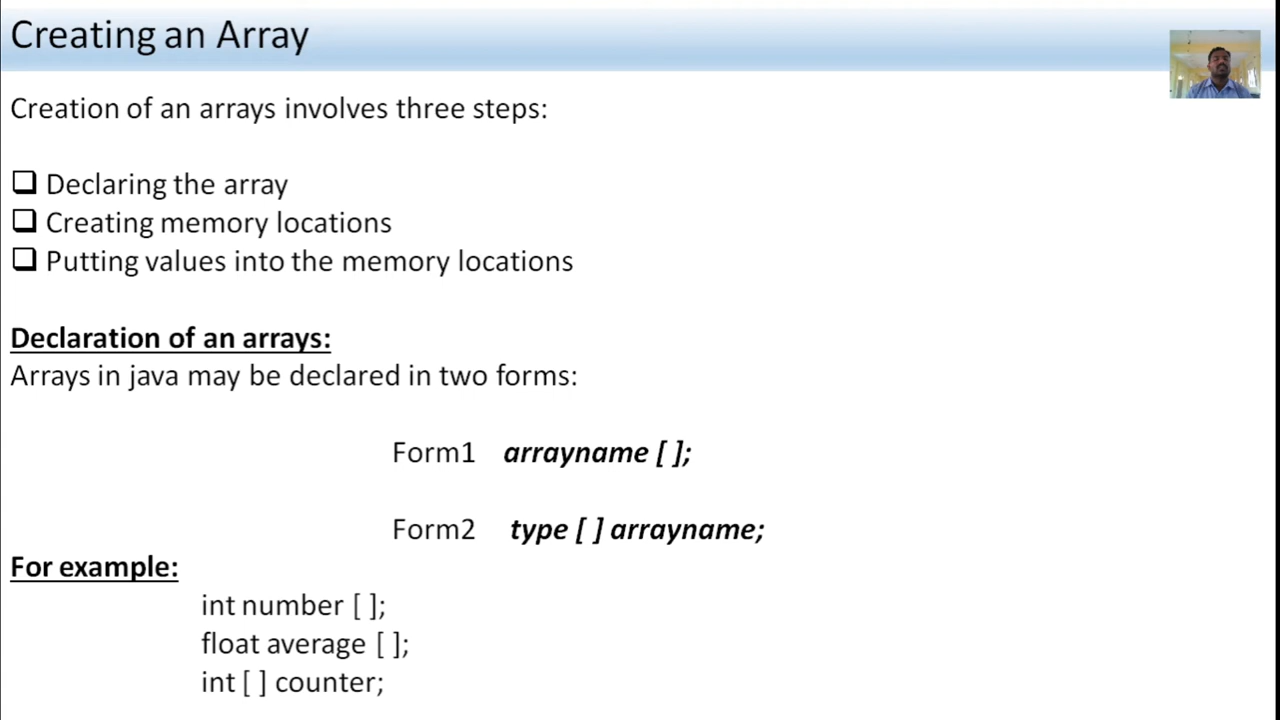 Creating an Array
Creation of an arrays involves three steps:
Declaring the array
Creating memory locations
Putting values into the memory locations
Declaration of an arrays:
Arrays in java may be declared in two forms:
Form1 arrayname [ ];
Form2 type [ ] arrayname;
For example:
int number [ ];
float average [ ];
int [ ] counter;